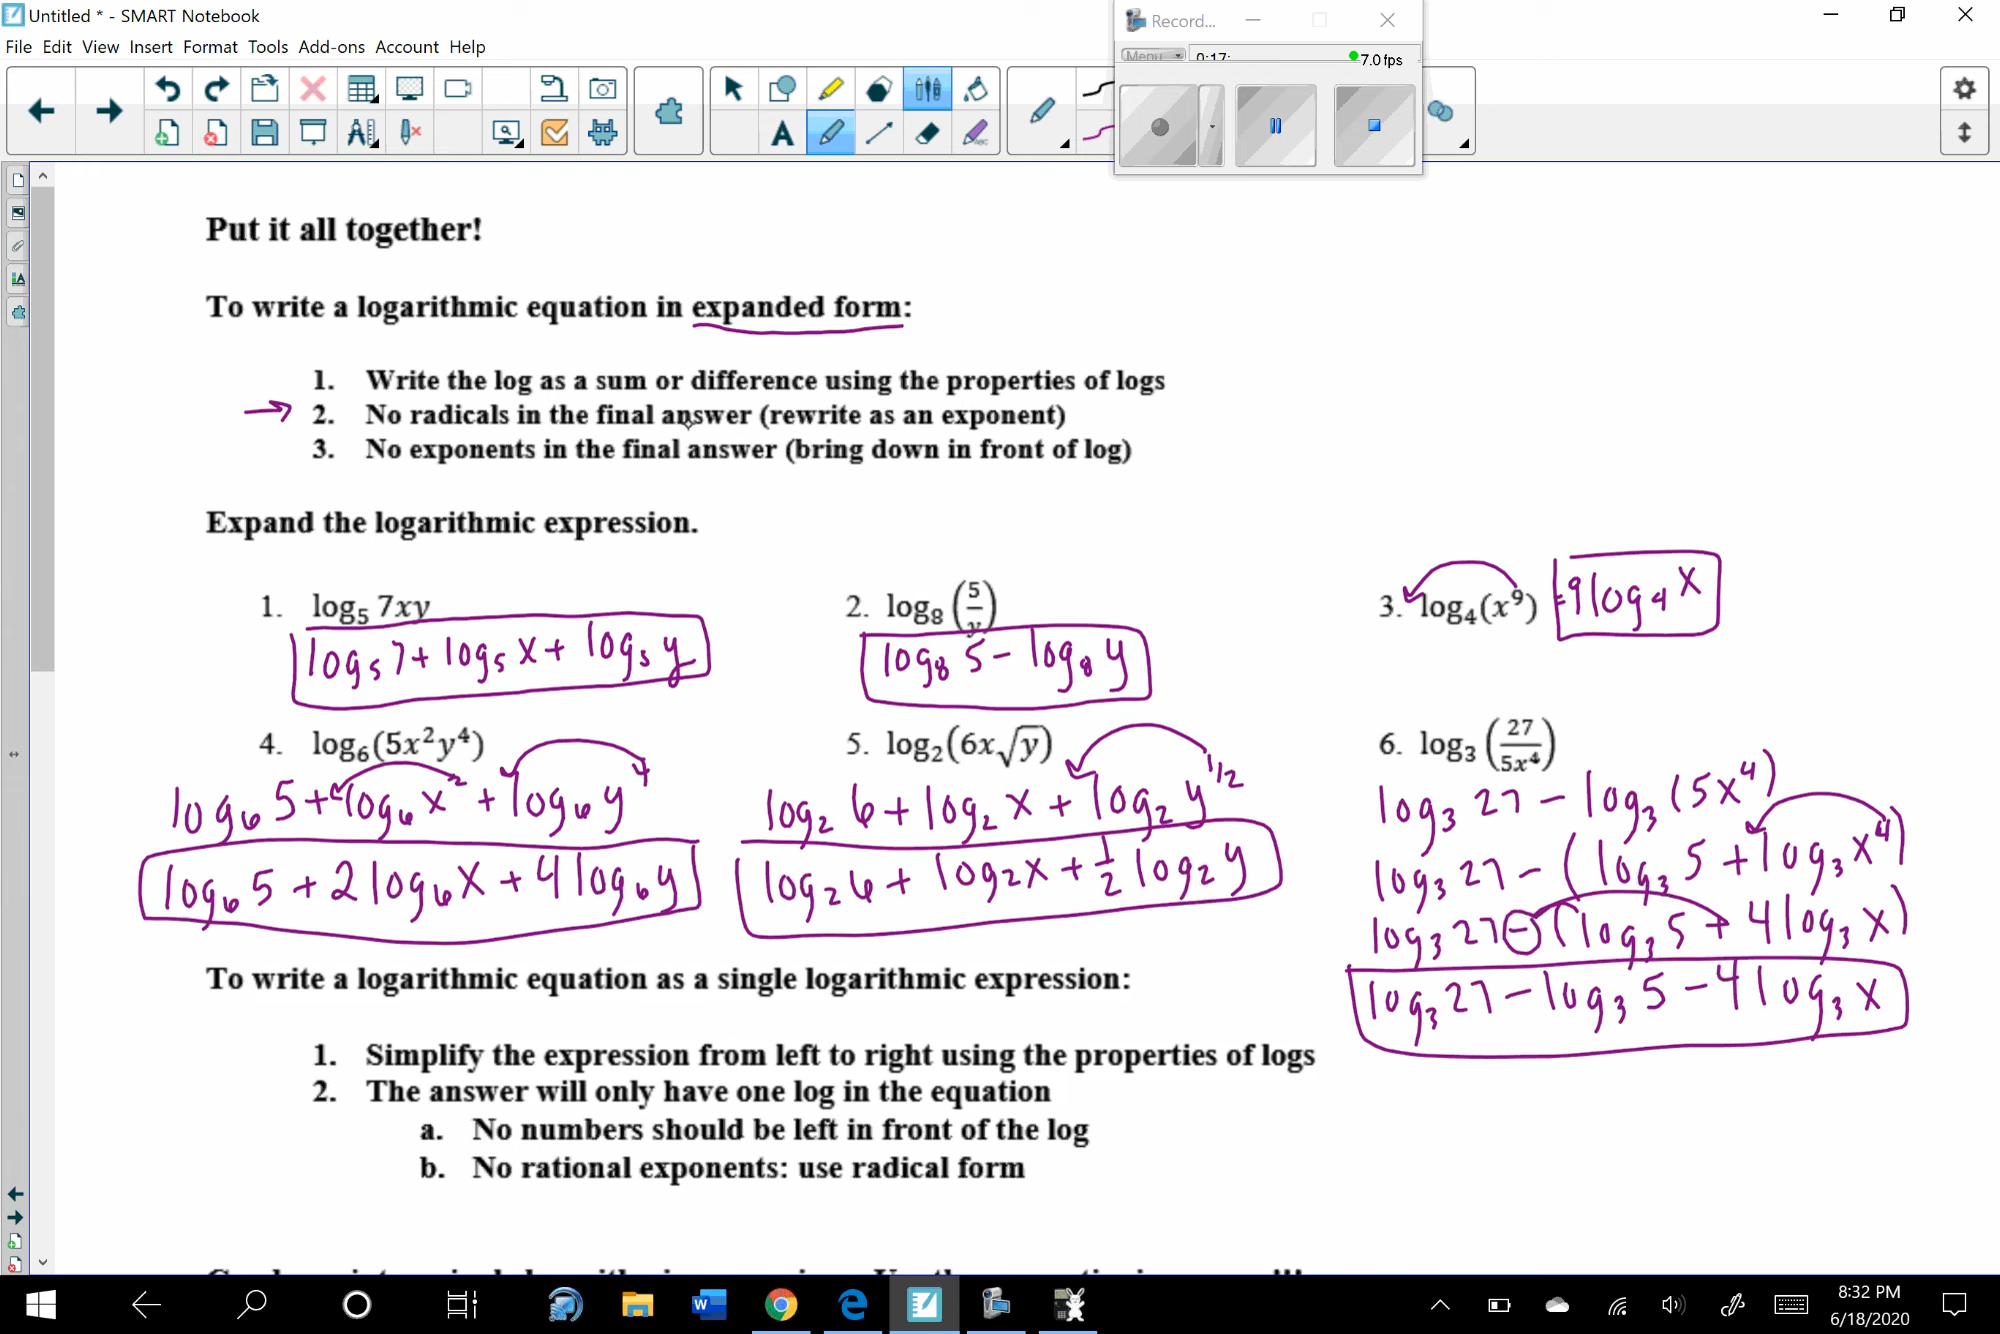 Untitled * - SMART Notebook
Record...
File Edit View Insert Format Tools Add-ons Account Help
Menu 0:17: 7.0 fps
Put it all together!
To write a logarithmic equation in expanded form:
1. Write the log as a sum or difference using the properties of logs
→ 2. No radicals in the final answer (rewrite as an exponent)
3. No exponents in the final answer (bring down in front of log)
Expand the logarithmic expression.
1. log₅ 7xy
log₅ 7 + log₅ x + log₅ y
2. log₈ (5/y)
log₈ 5 − log₈ y
3. log₄(x⁹) = 9 log₄ x
4. log₆(5x²y⁴)
log₆ 5 + log₆ x² + log₆ y⁴
log₆ 5 + 2 log₆ x + 4 log₆ y
5. log₂(6x√y)
log₂ 6 + log₂ x + log₂ y^1/2
log₂ 6 + log₂ x + 1/2 log₂ y
6. log₃ (27/5x⁴)
log₃ 27 − log₃ (5x⁴)
log₃ 27 − (log₃ 5 + log₃ x⁴)
log₃ 27 − (log₃ 5 + 4 log₃ x)
log₃ 27 − log₃ 5 − 4 log₃ x
To write a logarithmic equation as a single logarithmic expression:
1. Simplify the expression from left to right using the properties of logs
2. The answer will only have one log in the equation
a. No numbers should be left in front of the log
b. No rational exponents: use radical form
8:32 PM
6/18/2020